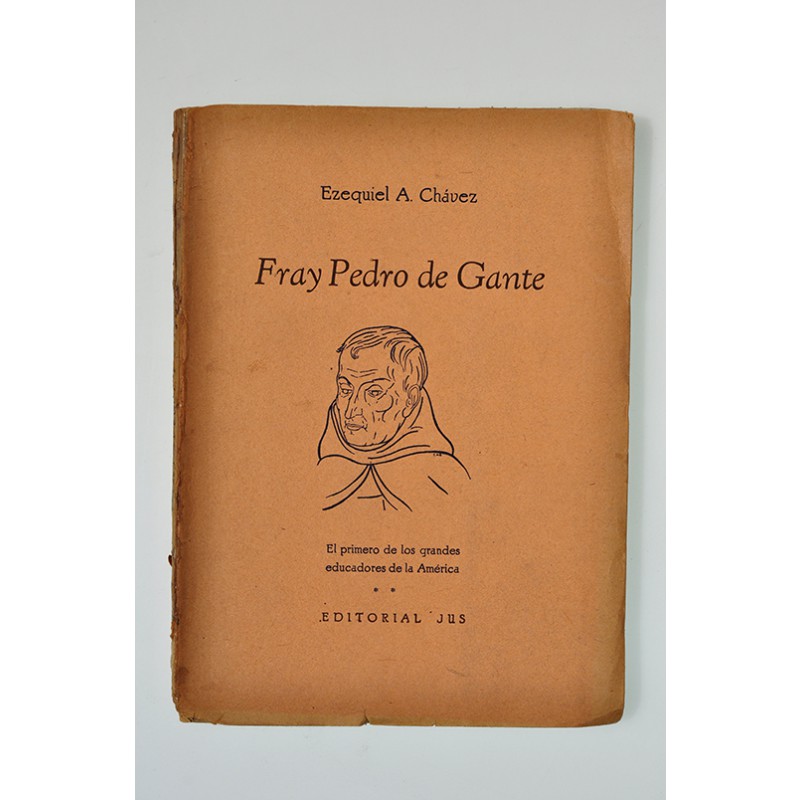 Ezequiel A. Chávez
Fray Pedro de Gante
El primero de los grandes
educadores de la América
* *
EDITORIAL JUS